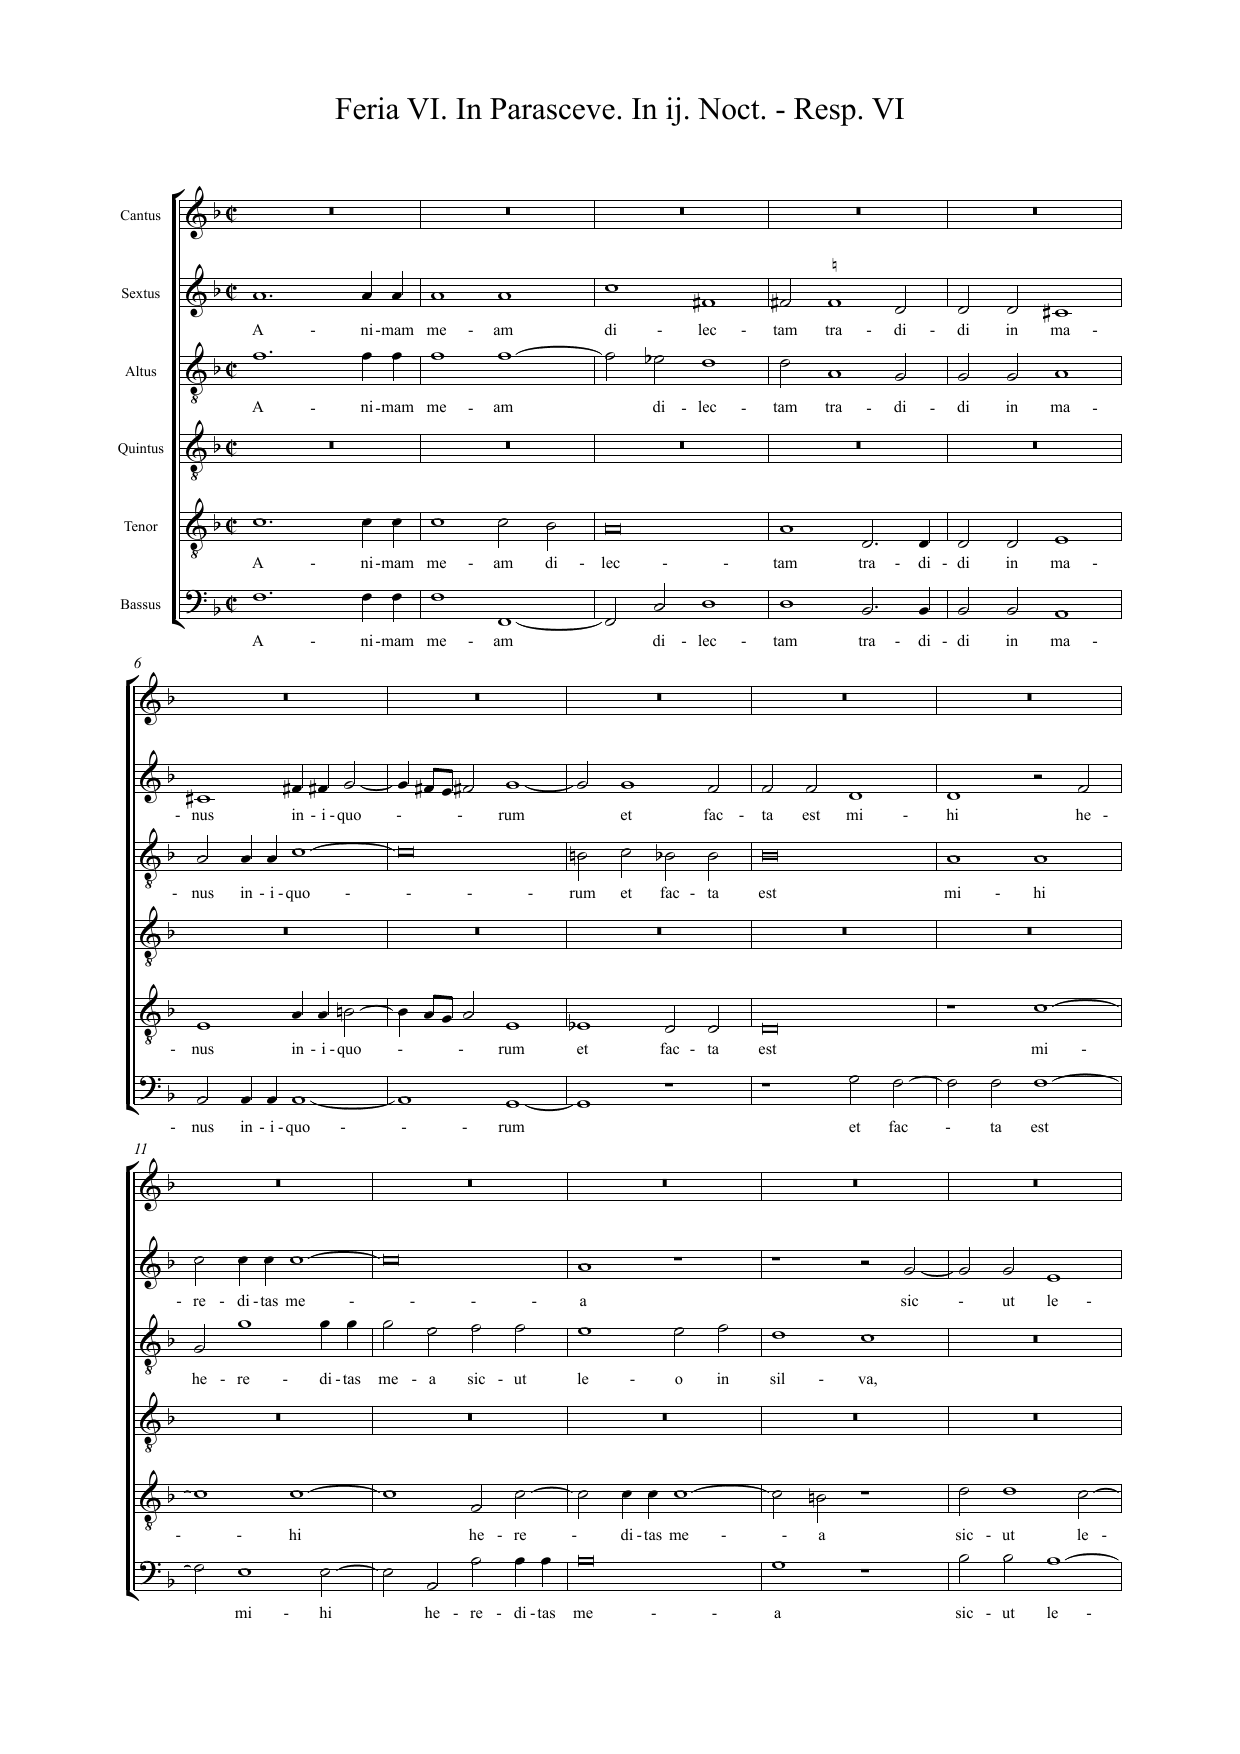 Feria VI. In Parasceve. In ij. Noct. - Resp. VI
Cantus
Sextus
A - ni - mam me - am di - lec - tam tra - di - di in ma -
Altus
A - ni - mam me - am di - lec - tam tra - di - di in ma -
Quintus
Tenor
A - ni - mam me - am di - lec - - tam tra - di - di in ma -
Bassus
A - ni - mam me - am di - lec - tam tra - di - di in ma -
6
- nus in - i - quo - - - rum et fac - ta est mi - hi he -
- nus in - i - quo - - - - rum et fac - ta est mi - hi
- nus in - i - quo - - - rum et fac - ta est mi -
- nus in - i - quo - - - rum et fac - ta est
11
- re - di - tas me - - - - a sic - ut le -
he - re - di - tas me - a sic - ut le - o in sil - va,
- - hi he - re - di - tas me - - a sic - ut le -
mi - hi he - re - di - tas me - - - a sic - ut le -